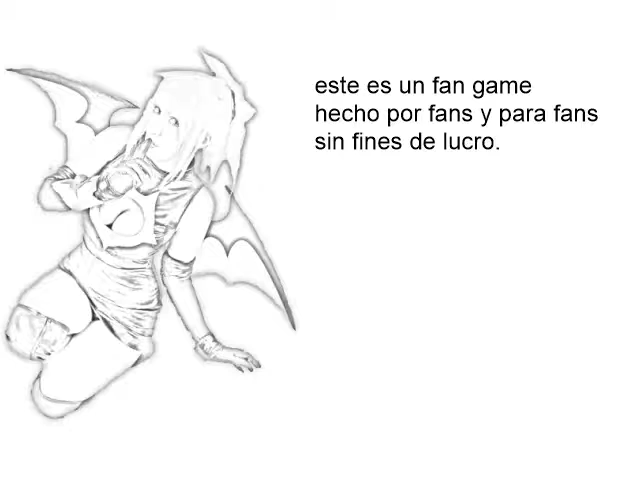 este es un fan game
hecho por fans y para fans
sin fines de lucro.